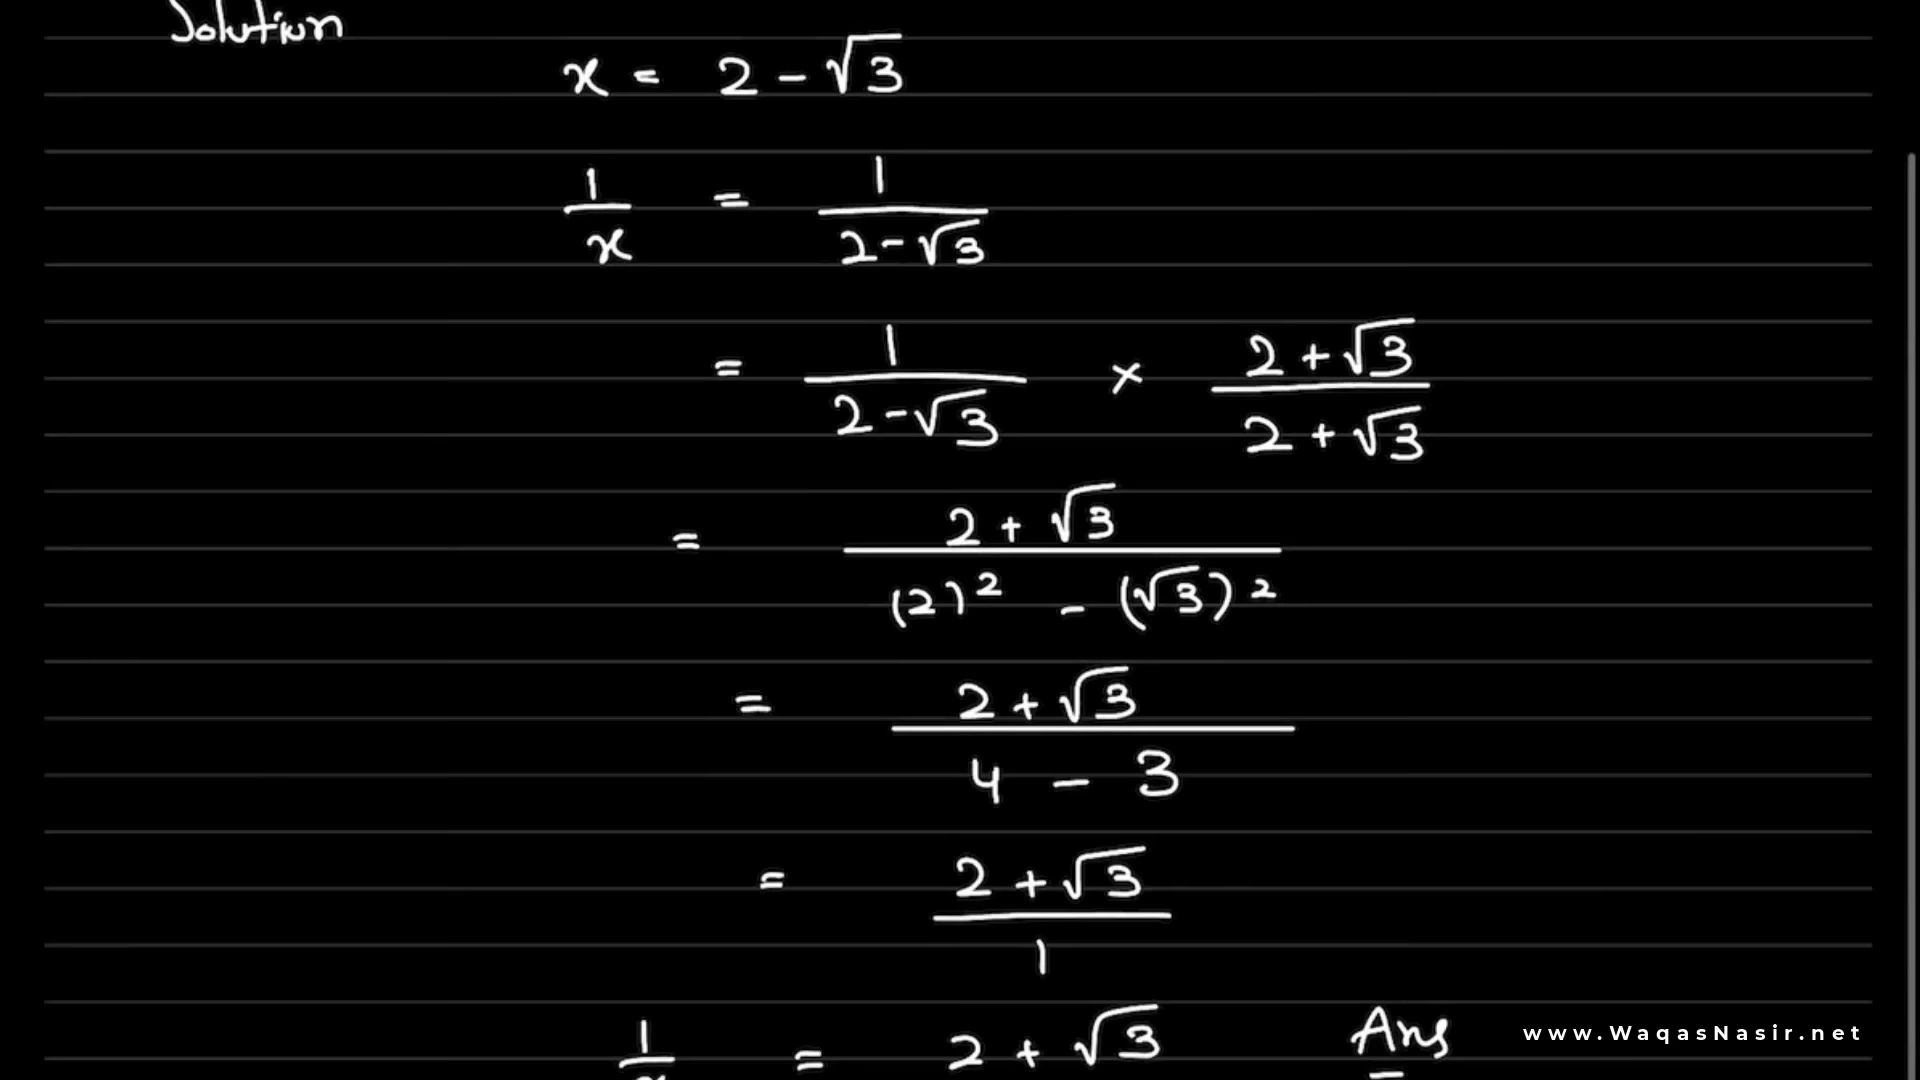 Solution
x = 2 - √3
1/x = 1/(2-√3)
= 1/(2-√3) × (2+√3)/(2+√3)
= (2 + √3)/((2)² - (√3)²)
= (2 + √3)/(4 - 3)
= (2 + √3)/1
1/x = 2 + √3 Ans
www.WaqasNasir.net